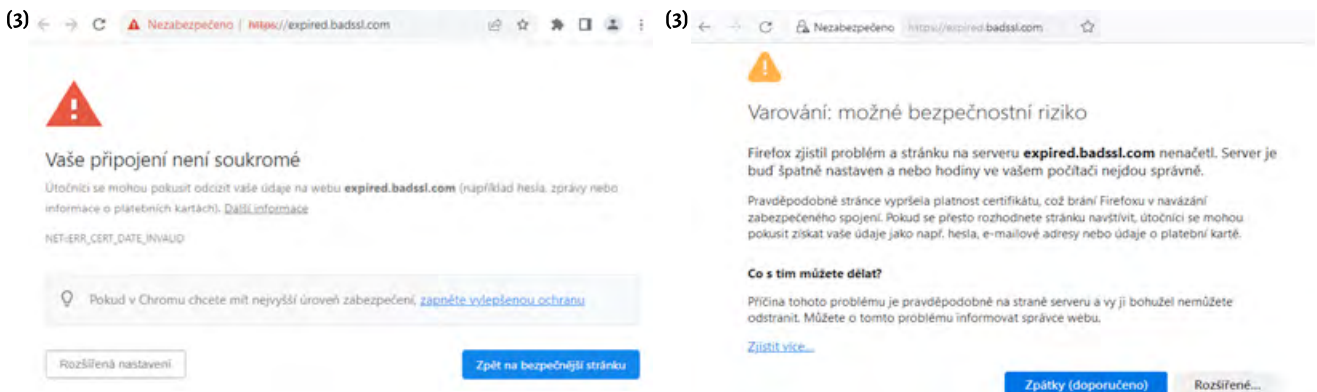 (3)
Nezabezpečeno | https://expired.badssl.com
Vaše připojení není soukromé
Útočníci se mohou pokusit odcizit vaše údaje na webu expired.badssl.com (například hesla, zprávy nebo
informace o platebních kartách). Další informace
NET::ERR_CERT_DATE_INVALID
Pokud v Chromu chcete mít nejvyšší úroveň zabezpečení, zapněte vylepšenou ochranu
Rozšířená nastavení
Zpět na bezpečnější stránku
(3)
Nezabezpečeno https://expired.badssl.com
Varování: možné bezpečnostní riziko
Firefox zjistil problém a stránku na serveru expired.badssl.com nenačetl. Server je
buď špatně nastaven a nebo hodiny ve vašem počítači nejdou správně.
Pravděpodobně stránce vypršela platnost certifikátu, což brání Firefoxu v navázání
zabezpečeného spojení. Pokud se přesto rozhodnete stránku navštívit, útočníci se mohou
pokusit získat vaše údaje jako např. hesla, e-mailové adresy nebo údaje o platební kartě.
Co s tím můžete dělat?
Příčina tohoto problému je pravděpodobně na straně serveru a vy ji bohužel nemůžete
odstranit. Můžete o tomto problému informovat správce webu.
Zjistit více...
Zpátky (doporučeno)
Rozšířené...